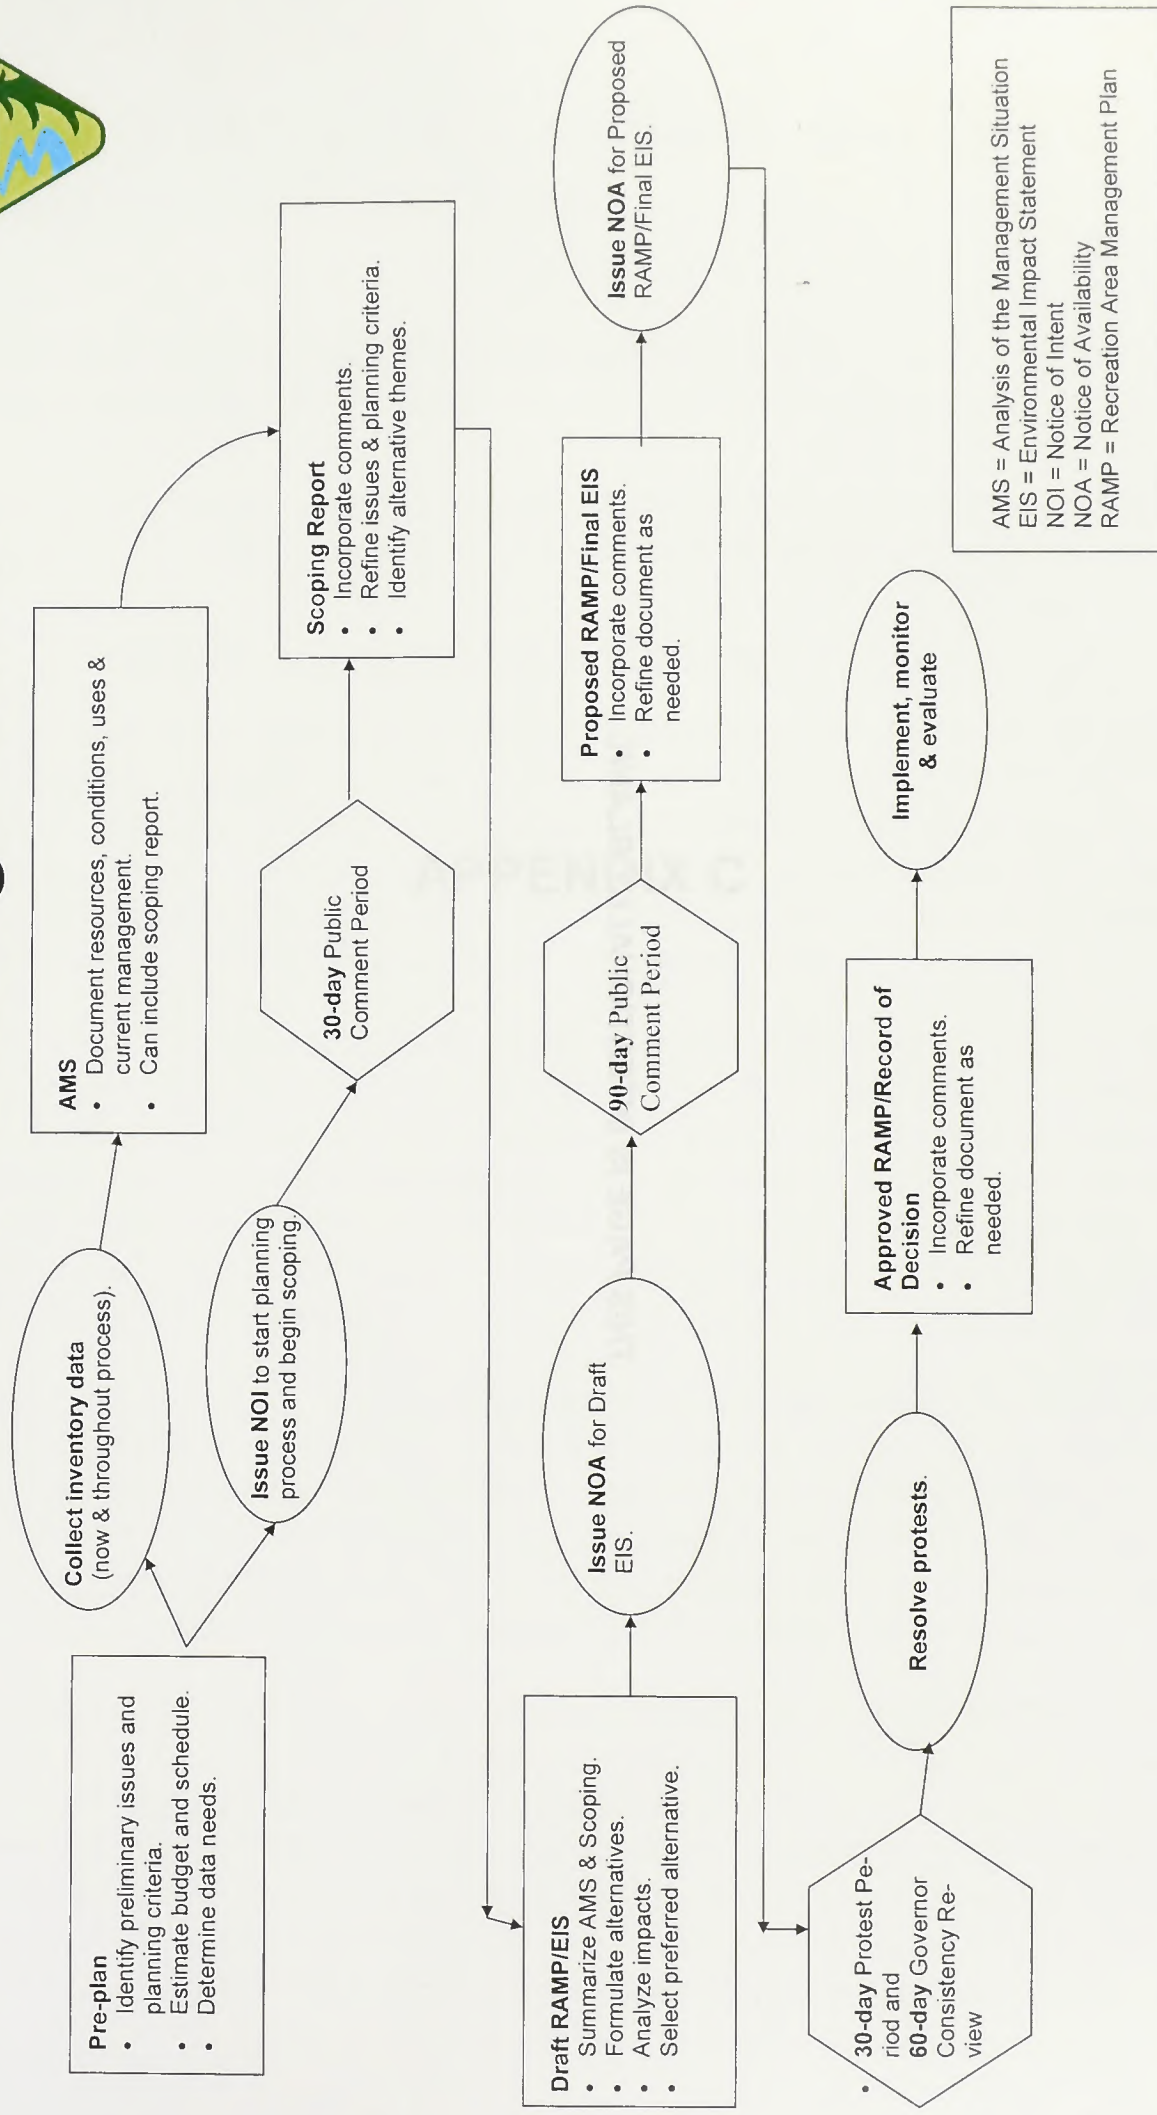 Pre-plan
• Identify preliminary issues and
planning criteria.
• Estimate budget and schedule.
• Determine data needs.
Collect inventory data
(now & throughout process).
AMS
• Document resources, conditions, uses &
current management.
• Can include scoping report.
Issue NOI to start planning
process and begin scoping.
30-day Public
Comment Period
Scoping Report
• Incorporate comments.
• Refine issues & planning criteria.
• Identify alternative themes.
Draft RAMP/EIS
• Summarize AMS & Scoping.
• Formulate alternatives.
• Analyze impacts.
• Select preferred alternative.
Issue NOA for Draft
EIS.
90-day Public
Comment Period
Proposed RAMP/Final EIS
• Incorporate comments.
• Refine document as
needed.
Issue NOA for Proposed
RAMP/Final EIS.
• 30-day Protest Pe-
riod and
60-day Governor
Consistency Re-
view
Resolve protests.
Approved RAMP/Record of
Decision
• Incorporate comments.
• Refine document as
needed.
Implement, monitor
& evaluate
AMS = Analysis of the Management Situation
EIS = Environmental Impact Statement
NOI = Notice of Intent
NOA = Notice of Availability
RAMP = Recreation Area Management Plan
APPENDIX C